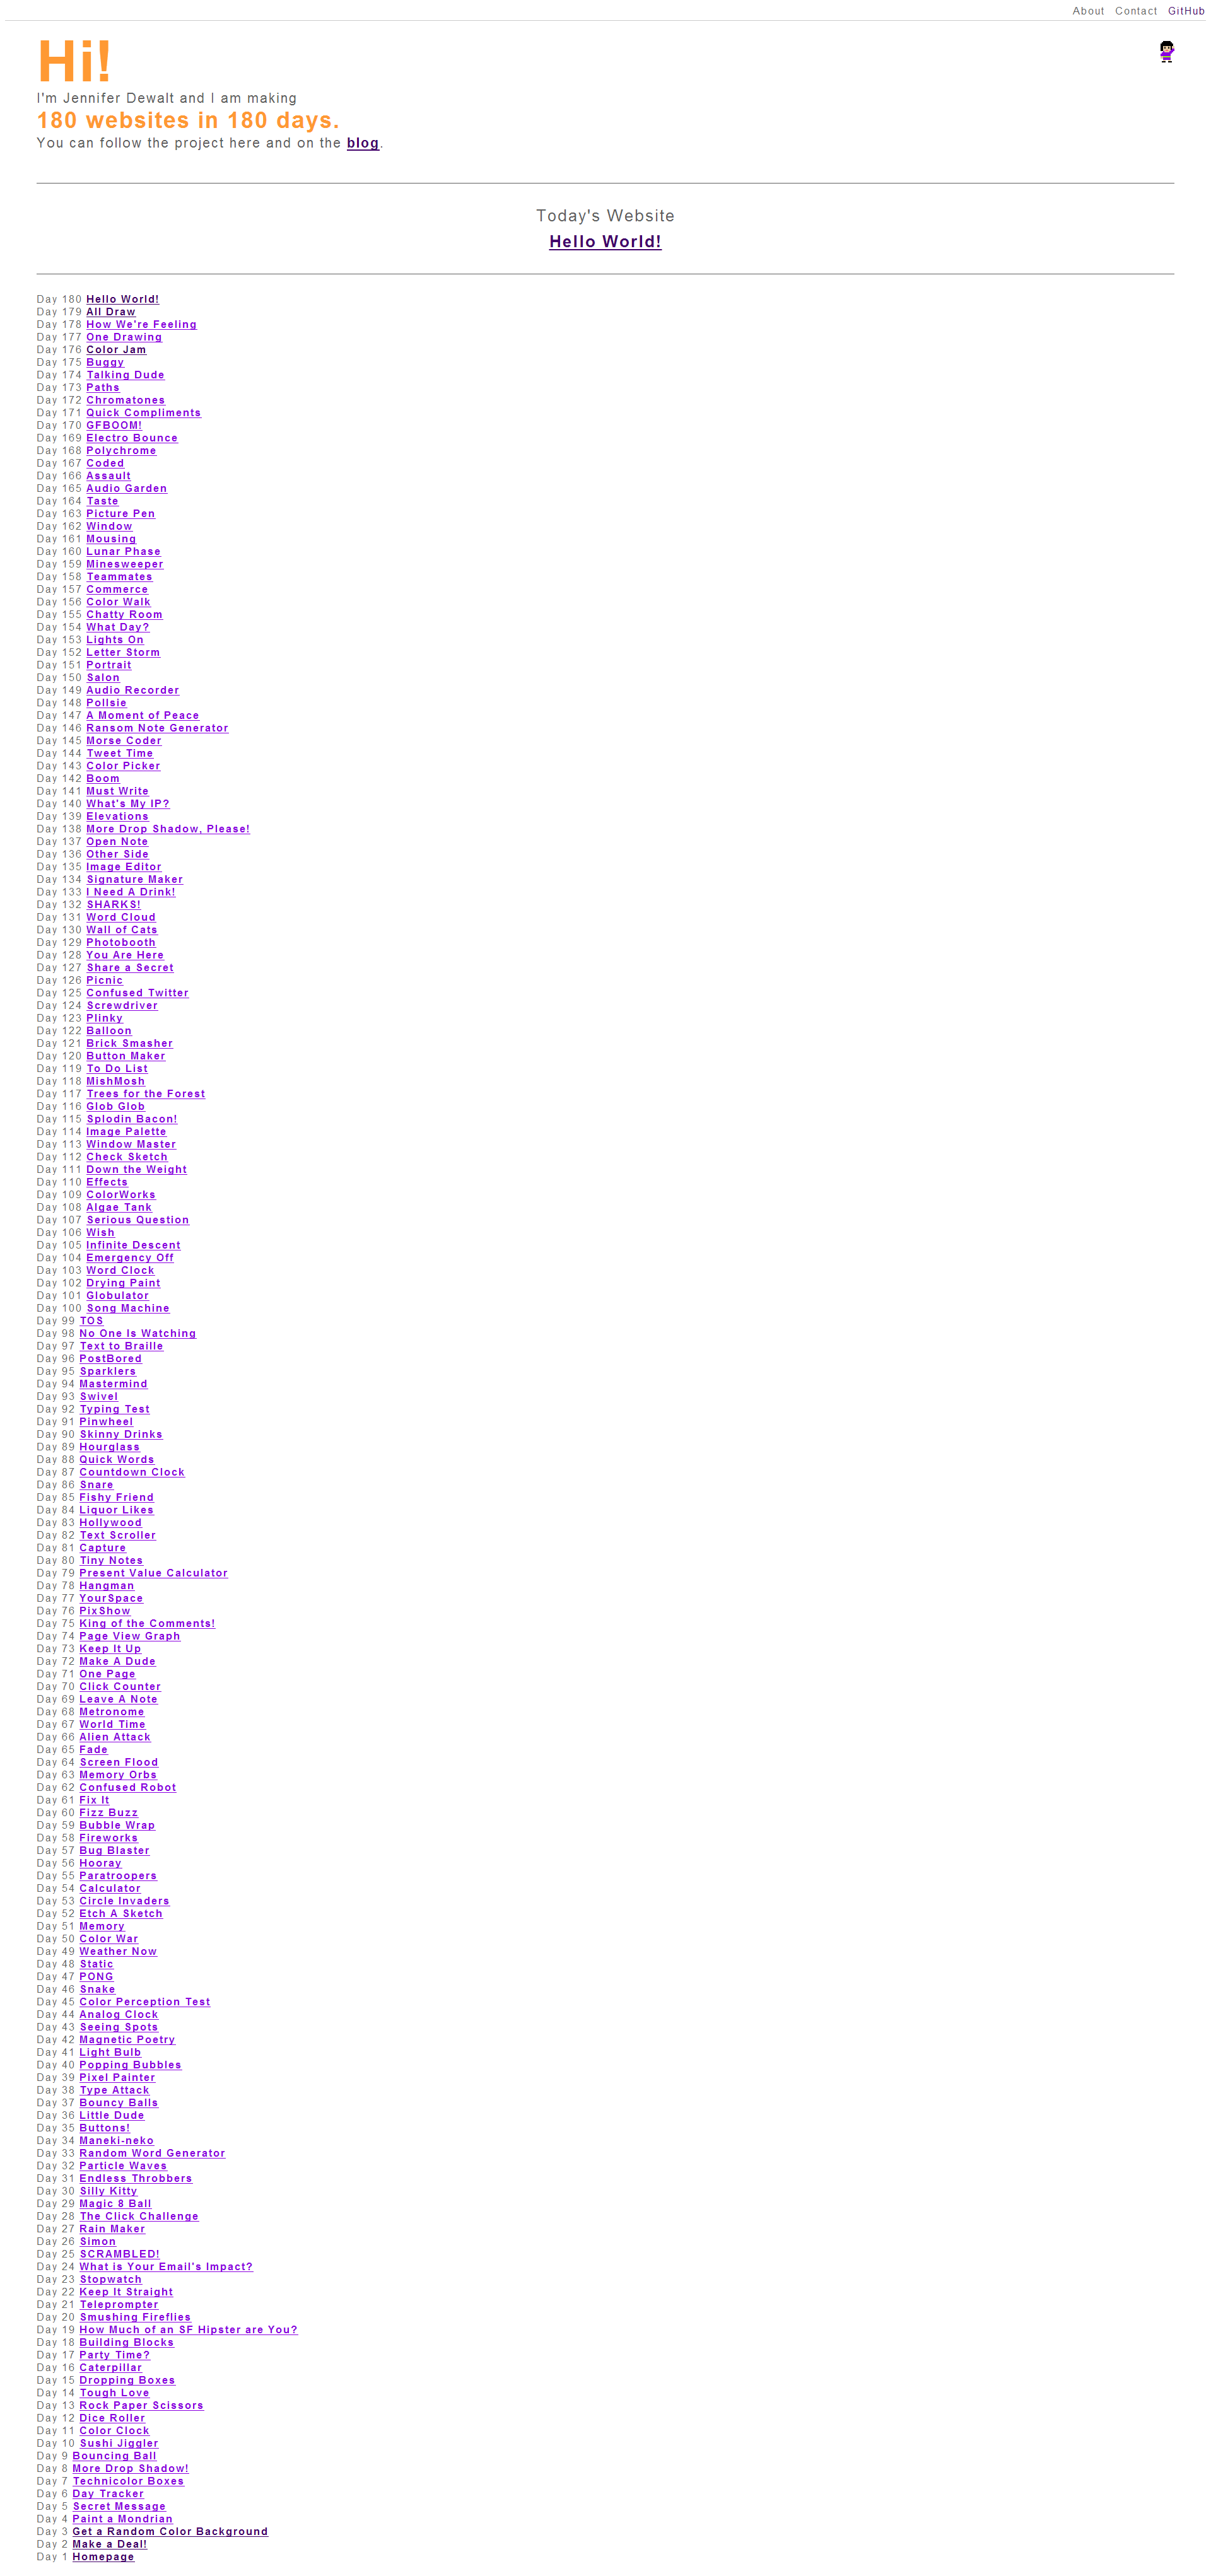 About Contact GitHub
Hi!
I'm Jennifer Dewalt and I am making
180 websites in 180 days.
You can follow the project here and on the blog.
Today's Website
Hello World!
Day 180 Hello World!
Day 179 All Draw
Day 178 How We're Feeling
Day 177 One Drawing
Day 176 Color Jam
Day 175 Buggy
Day 174 Talking Dude
Day 173 Paths
Day 172 Chromatones
Day 171 Quick Compliments
Day 170 GFBOOM!
Day 169 Electro Bounce
Day 168 Polychrome
Day 167 Coded
Day 166 Assault
Day 165 Audio Garden
Day 164 Taste
Day 163 Picture Pen
Day 162 Window
Day 161 Mousing
Day 160 Lunar Phase
Day 159 Minesweeper
Day 158 Teammates
Day 157 Commerce
Day 156 Color Walk
Day 155 Chatty Room
Day 154 What Day?
Day 153 Lights On
Day 152 Letter Storm
Day 151 Portrait
Day 150 Salon
Day 149 Audio Recorder
Day 148 Pollsie
Day 147 A Moment of Peace
Day 146 Ransom Note Generator
Day 145 Morse Coder
Day 144 Tweet Time
Day 143 Color Picker
Day 142 Boom
Day 141 Must Write
Day 140 What's My IP?
Day 139 Elevations
Day 138 More Drop Shadow, Please!
Day 137 Open Note
Day 136 Other Side
Day 135 Image Editor
Day 134 Signature Maker
Day 133 I Need A Drink!
Day 132 SHARKS!
Day 131 Word Cloud
Day 130 Wall of Cats
Day 129 Photobooth
Day 128 You Are Here
Day 127 Share a Secret
Day 126 Picnic
Day 125 Confused Twitter
Day 124 Screwdriver
Day 123 Plinky
Day 122 Balloon
Day 121 Brick Smasher
Day 120 Button Maker
Day 119 To Do List
Day 118 MishMosh
Day 117 Trees for the Forest
Day 116 Glob Glob
Day 115 Splodin Bacon!
Day 114 Image Palette
Day 113 Window Master
Day 112 Check Sketch
Day 111 Down the Weight
Day 110 Effects
Day 109 ColorWorks
Day 108 Algae Tank
Day 107 Serious Question
Day 106 Wish
Day 105 Infinite Descent
Day 104 Emergency Off
Day 103 Word Clock
Day 102 Drying Paint
Day 101 Globulator
Day 100 Song Machine
Day 99 TOS
Day 98 No One Is Watching
Day 97 Text to Braille
Day 96 PostBored
Day 95 Sparklers
Day 94 Mastermind
Day 93 Swivel
Day 92 Typing Test
Day 91 Pinwheel
Day 90 Skinny Drinks
Day 89 Hourglass
Day 88 Quick Words
Day 87 Countdown Clock
Day 86 Snare
Day 85 Fishy Friend
Day 84 Liquor Likes
Day 83 Hollywood
Day 82 Text Scroller
Day 81 Capture
Day 80 Tiny Notes
Day 79 Present Value Calculator
Day 78 Hangman
Day 77 YourSpace
Day 76 PixShow
Day 75 King of the Comments!
Day 74 Page View Graph
Day 73 Keep It Up
Day 72 Make A Dude
Day 71 One Page
Day 70 Click Counter
Day 69 Leave A Note
Day 68 Metronome
Day 67 World Time
Day 66 Alien Attack
Day 65 Fade
Day 64 Screen Flood
Day 63 Memory Orbs
Day 62 Confused Robot
Day 61 Fix It
Day 60 Fizz Buzz
Day 59 Bubble Wrap
Day 58 Fireworks
Day 57 Bug Blaster
Day 56 Hooray
Day 55 Paratroopers
Day 54 Calculator
Day 53 Circle Invaders
Day 52 Etch A Sketch
Day 51 Memory
Day 50 Color War
Day 49 Weather Now
Day 48 Static
Day 47 PONG
Day 46 Snake
Day 45 Color Perception Test
Day 44 Analog Clock
Day 43 Seeing Spots
Day 42 Magnetic Poetry
Day 41 Light Bulb
Day 40 Popping Bubbles
Day 39 Pixel Painter
Day 38 Type Attack
Day 37 Bouncy Balls
Day 36 Little Dude
Day 35 Buttons!
Day 34 Maneki-neko
Day 33 Random Word Generator
Day 32 Particle Waves
Day 31 Endless Throbbers
Day 30 Silly Kitty
Day 29 Magic 8 Ball
Day 28 The Click Challenge
Day 27 Rain Maker
Day 26 Simon
Day 25 SCRAMBLED!
Day 24 What is Your Email's Impact?
Day 23 Stopwatch
Day 22 Keep It Straight
Day 21 Teleprompter
Day 20 Smushing Fireflies
Day 19 How Much of an SF Hipster are You?
Day 18 Building Blocks
Day 17 Party Time?
Day 16 Caterpillar
Day 15 Dropping Boxes
Day 14 Tough Love
Day 13 Rock Paper Scissors
Day 12 Dice Roller
Day 11 Color Clock
Day 10 Sushi Jiggler
Day 9 Bouncing Ball
Day 8 More Drop Shadow!
Day 7 Technicolor Boxes
Day 6 Day Tracker
Day 5 Secret Message
Day 4 Paint a Mondrian
Day 3 Get a Random Color Background
Day 2 Make a Deal!
Day 1 Homepage